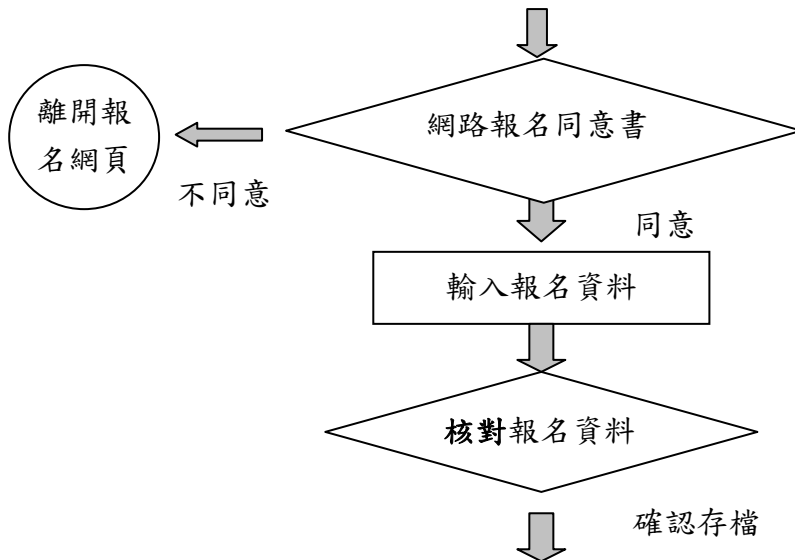 網路報名同意書
離開報
名網頁
不同意
同意
輸入報名資料
核對報名資料
確認存檔